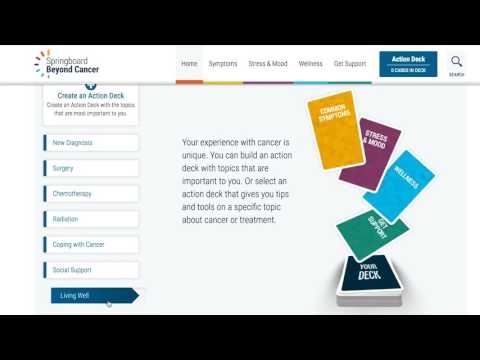 Springboard
Beyond Cancer
Home
Symptoms
Stress & Mood
Wellness
Get Support
Action Deck
0 CARDS IN DECK
SEARCH
Create an Action Deck
Create an Action Deck with the topics
that are most important to you.
New Diagnosis
Surgery
Chemotherapy
Radiation
Coping with Cancer
Social Support
Living Well
Your experience with cancer is
unique. You can build an action
deck with topics that are
important to you. Or select an
action deck that gives you tips
and tools on a specific topic
about cancer or treatment.
COMMON
SYMPTOMS
STRESS
& MOOD
WELLNESS
GET
SUPPORT
YOUR
DECK